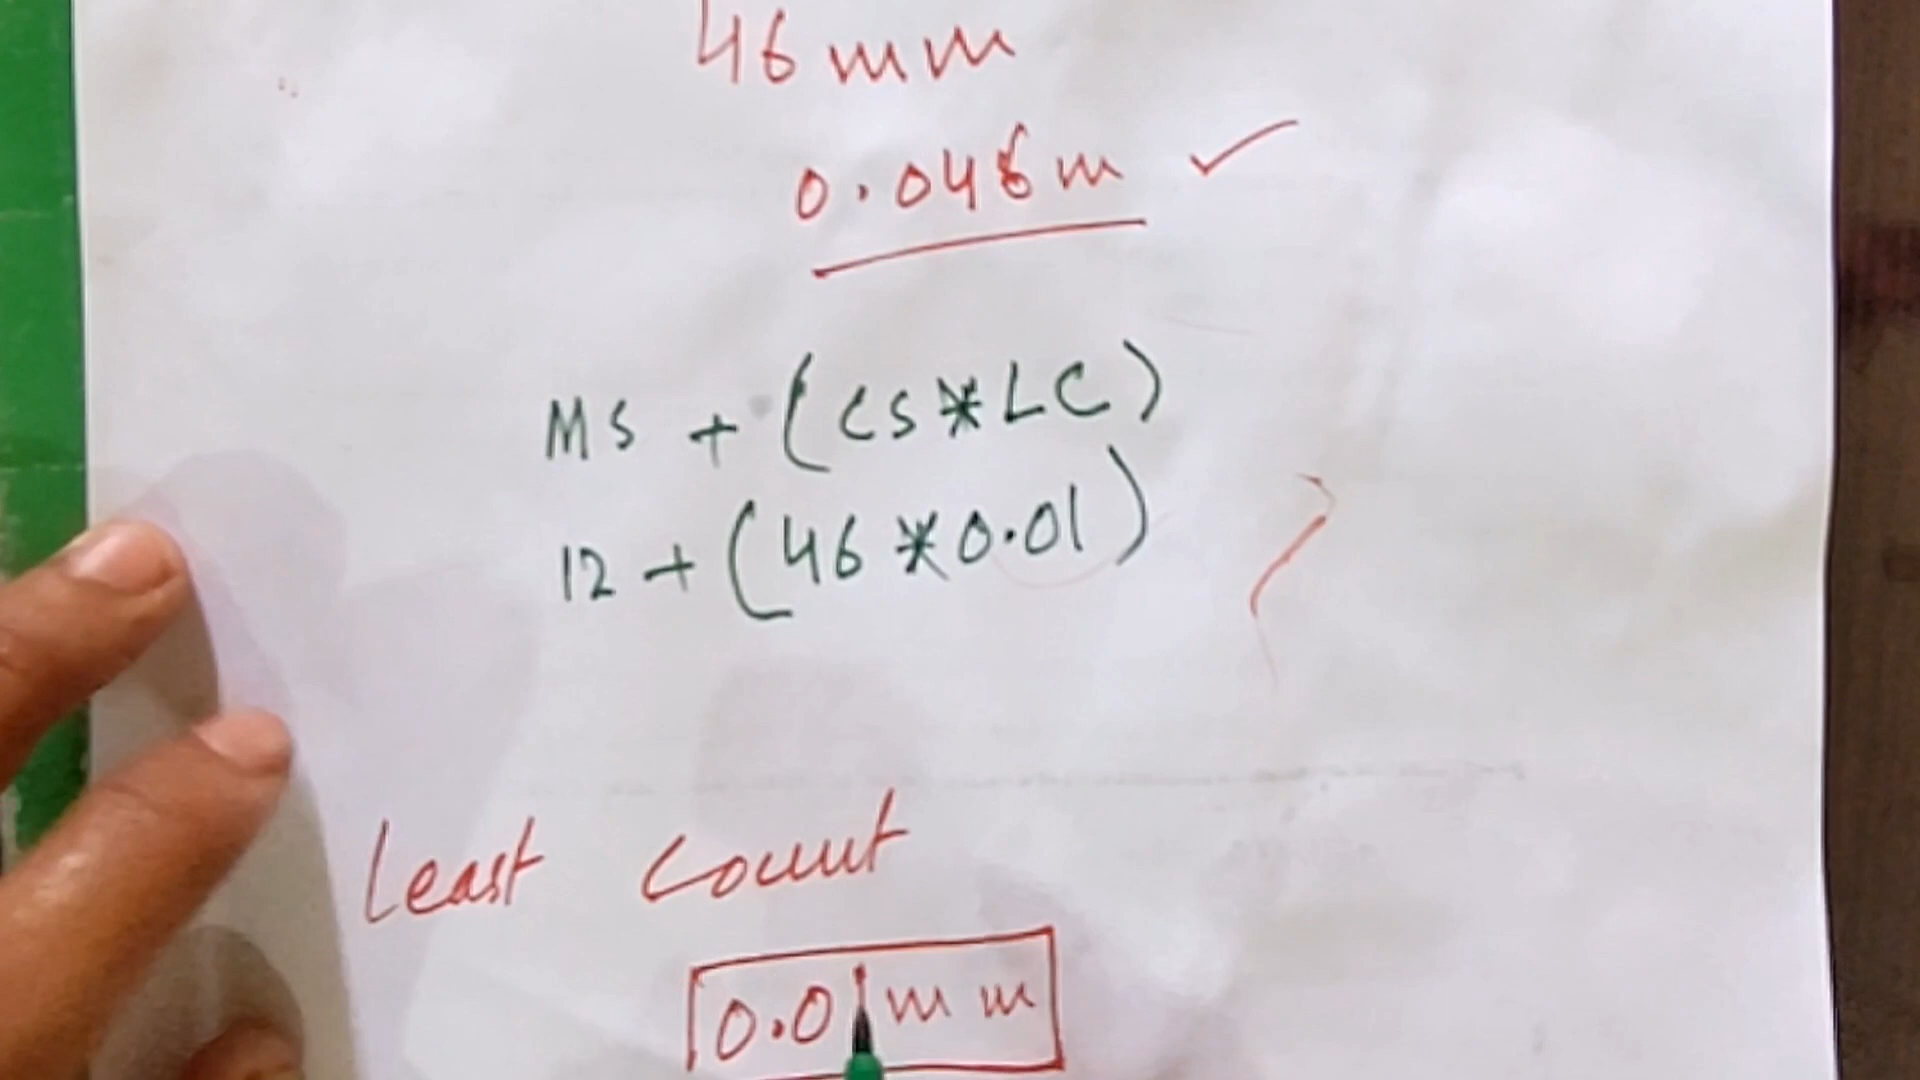 46 mm
0.046 m ✓
MS + (CS*LC)
12 + (46 * 0.01)
Least Count
0.01 mm